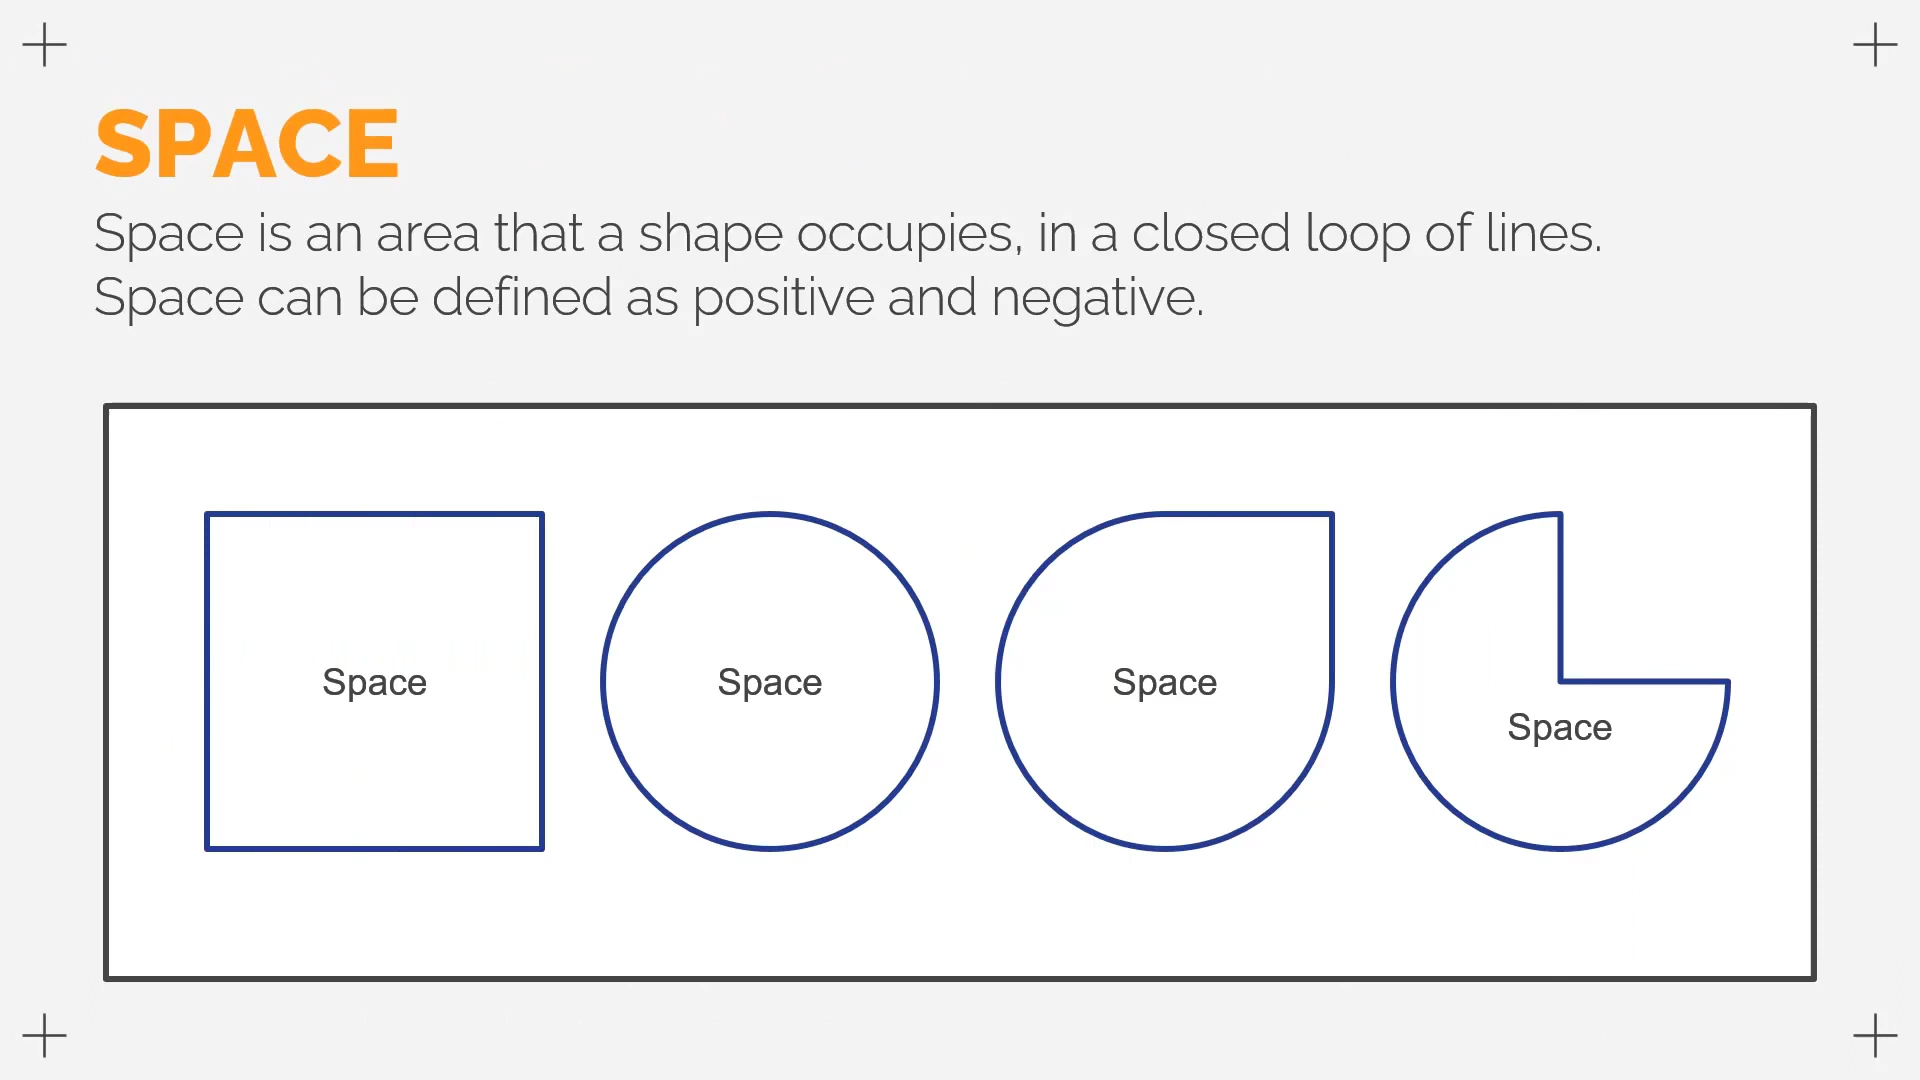 SPACE
Space is an area that a shape occupies, in a closed loop of lines.
Space can be defined as positive and negative.
Space
Space
Space
Space